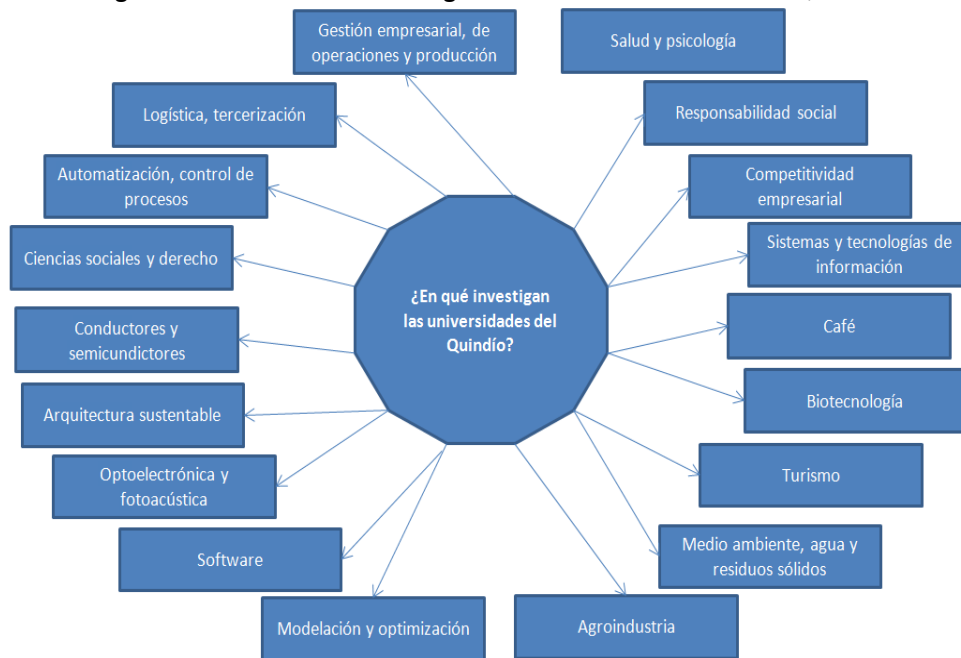 Gestión empresarial, de
operaciones y producción
Salud y psicología
Logística, tercerización
Responsabilidad social
Automatización, control de
procesos
Competitividad
empresarial
Ciencias sociales y derecho
Sistemas y tecnologías de
información
¿En qué investigan
las universidades del
Quindío?
Conductores y
semicundictores
Café
Arquitectura sustentable
Biotecnología
Optoelectrónica y
fotoacústica
Turismo
Software
Medio ambiente, agua y
residuos sólidos
Modelación y optimización
Agroindustria